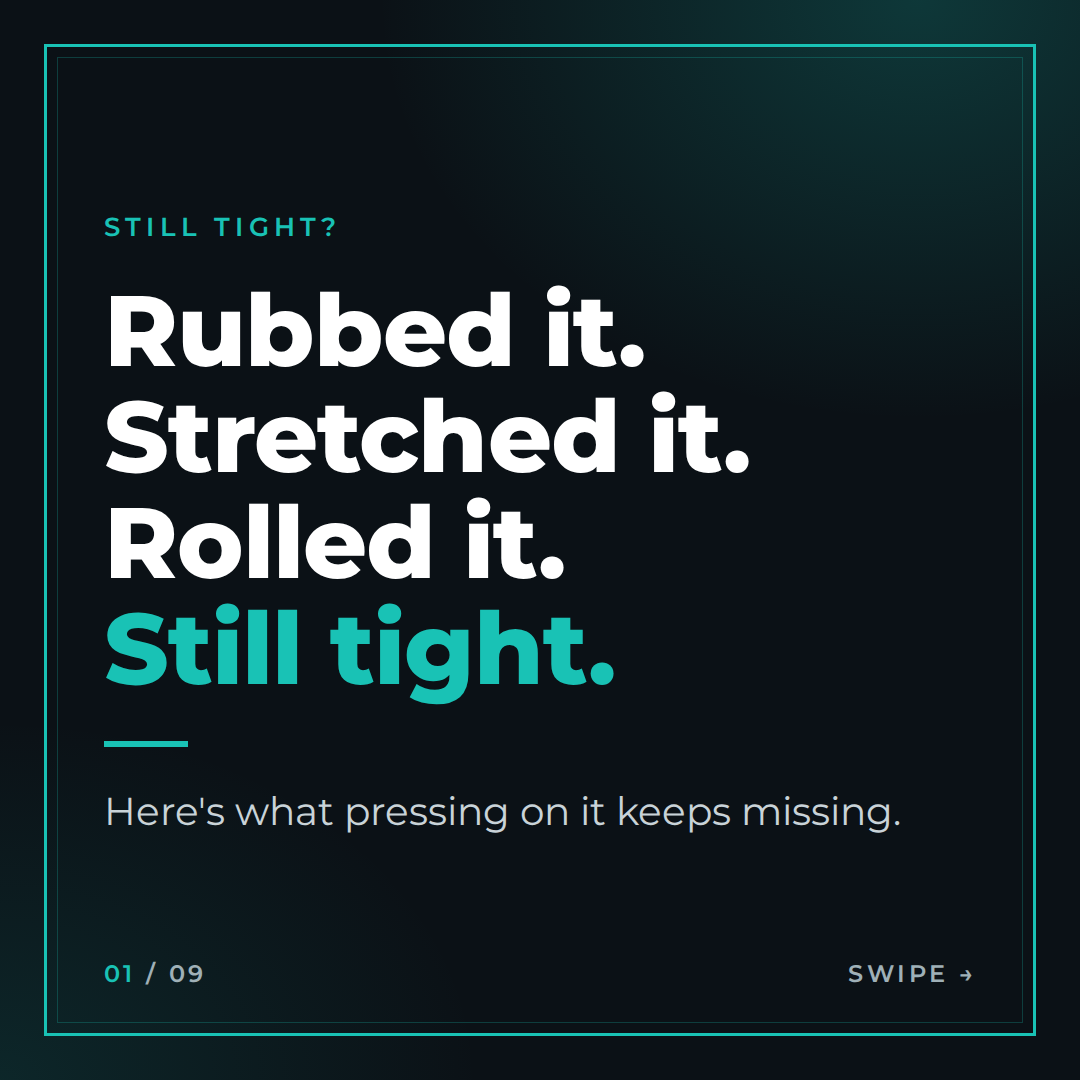 STILL TIGHT?
Rubbed it.
Stretched it.
Rolled it.
Still tight.
Here's what pressing on it keeps missing.
01 / 09
SWIPE →